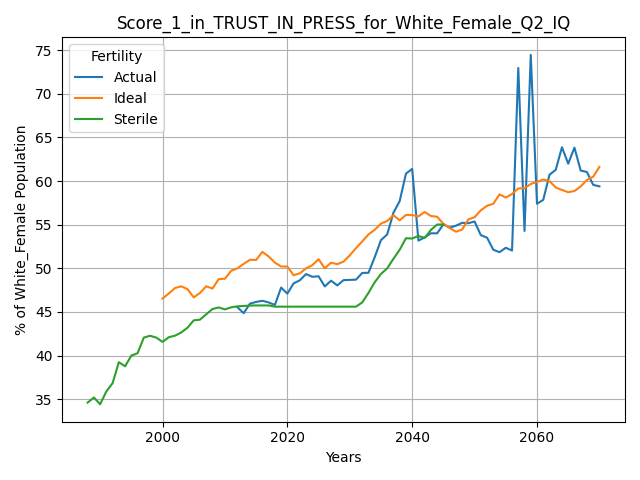 Score_1_in_TRUST_IN_PRESS_for_White_Female_Q2_IQ
Fertility
Actual
Ideal
Sterile
% of White_Female Population
75
70
65
60
55
50
45
40
35
2000
2020
2040
2060
Years